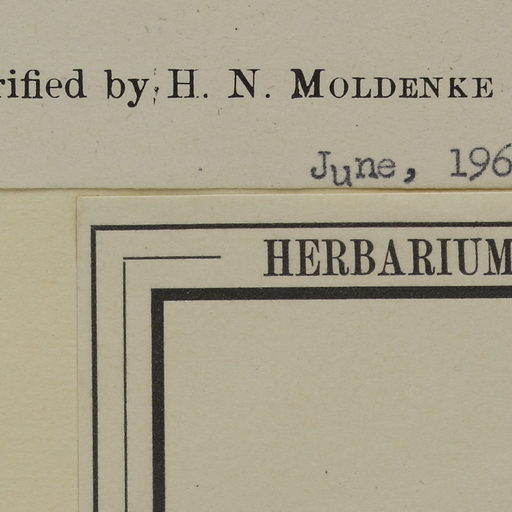 rified by H. N. MOLDENKE
June, 196
HERBARIUM